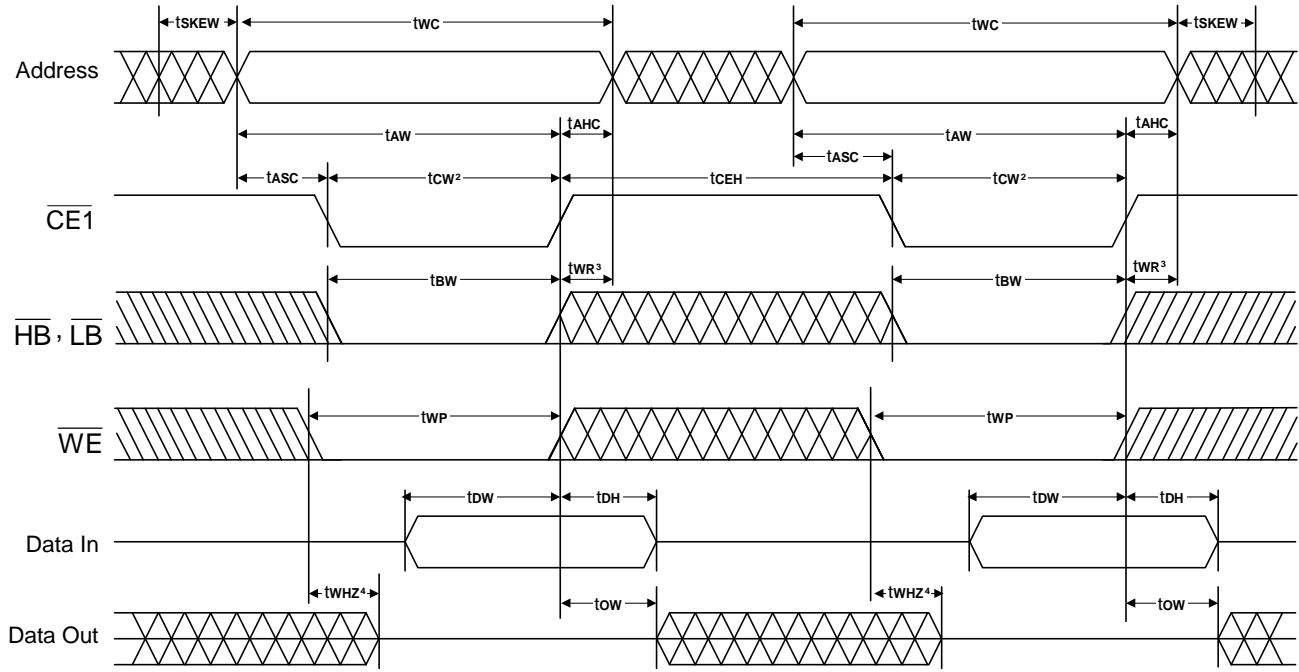 tSKEW tWC tWC tSKEW
Address
tAW tAHC tAW tAHC
tASC tCW² tCEH tASC tCW²
CE1
tBW tWR³ tBW tWR³
HB, LB
tWP tWP
WE
tDW tDH tDW tDH
Data In
tWHZ⁴ tOW tWHZ⁴ tOW
Data Out